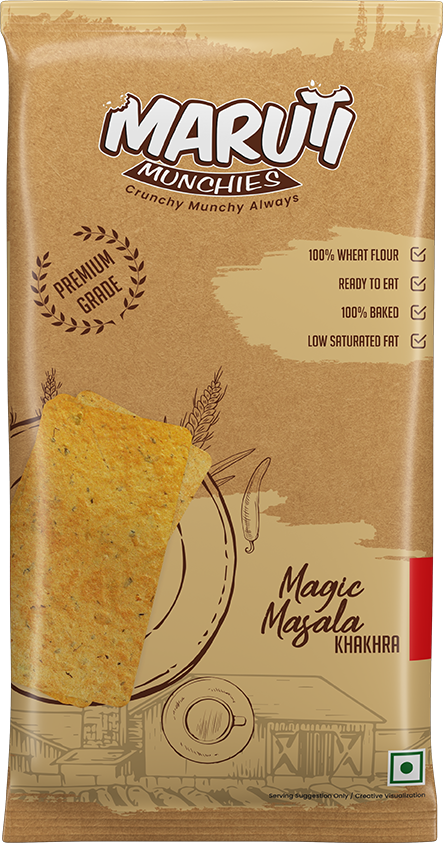 MARUTI
MUNCHIES
Crunchy Munchy Always
PREMIUM
GRADE
100% WHEAT FLOUR
READY TO EAT
100% BAKED
LOW SATURATED FAT
Magic
Masala
KHAKHRA
Serving Suggestion Only / Creative Visualization